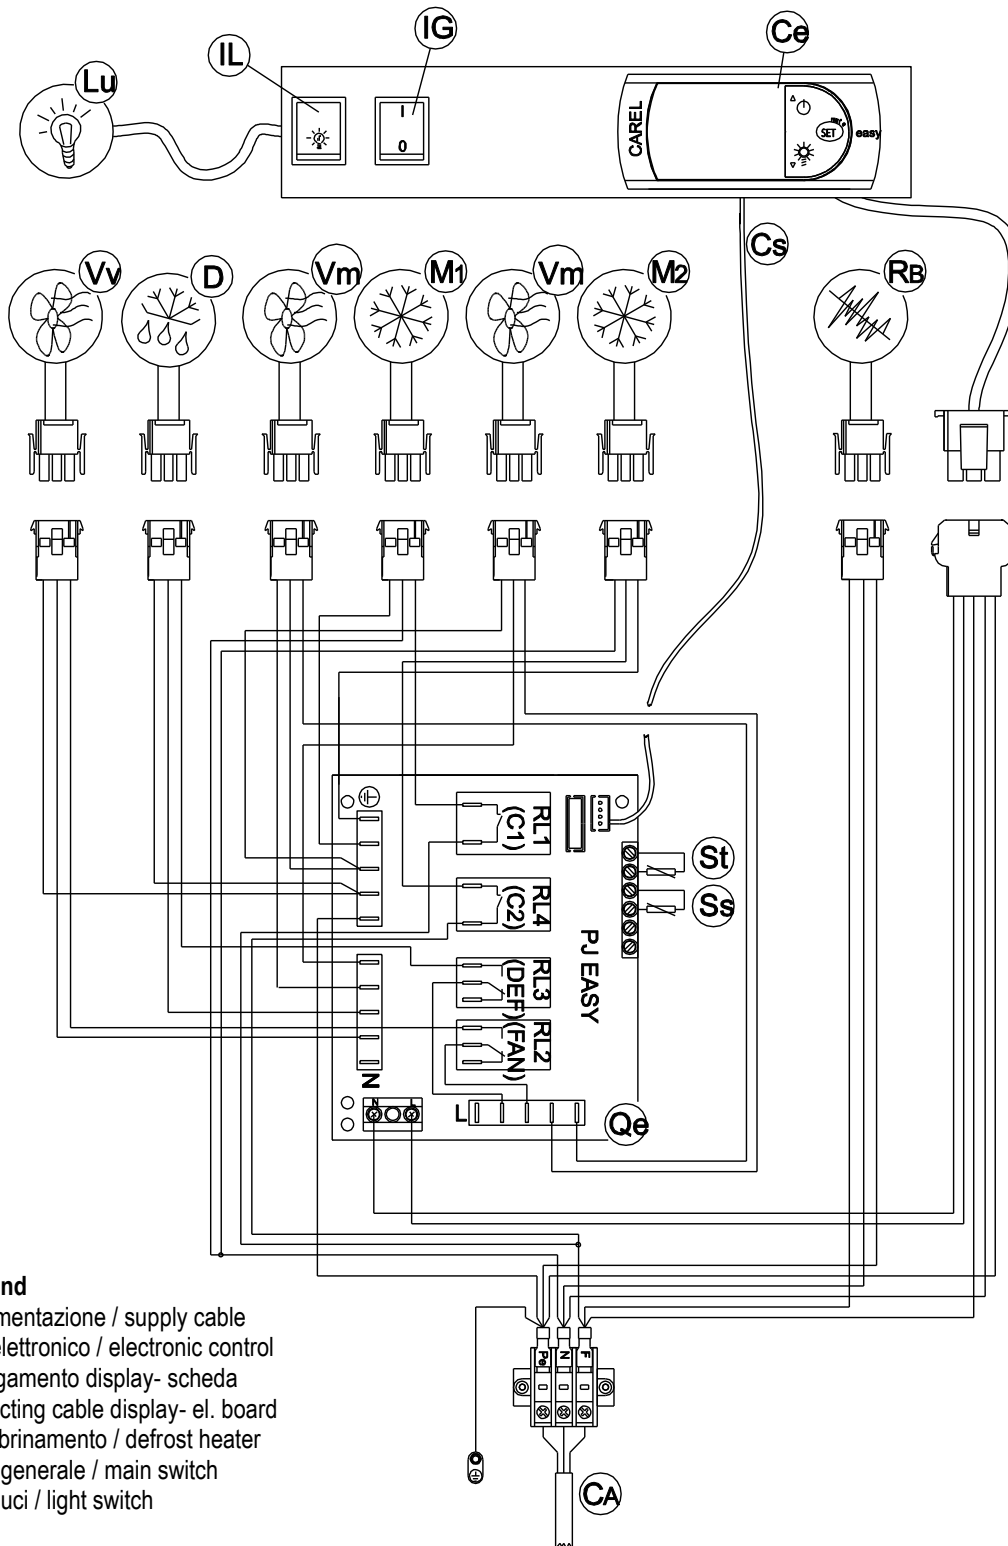 IG
IL
Ce
Lu
I
0
0
CAREL
SET
easy
Cs
Vv
D
Vm
M1
Vm
M2
RB
RL1
(C1)
RL4
(C2)
RL3
(DEF)
RL2
(FAN)
PJ EASY
St
Ss
N
N
L
L
Qe
nd
mentazione / supply cable
elettronico / electronic control
gamento display- scheda
cting cable display- el. board
brinamento / defrost heater
generale / main switch
uci / light switch
Pe
N
F
CA